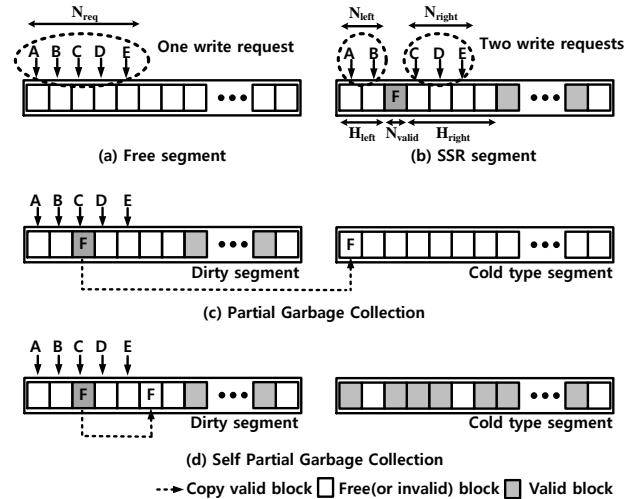 N_req
A B C D E
One write request
(a) Free segment
N_left N_right
A B C D E
Two write requests
F
H_left N_valid H_right
(b) SSR segment
A B C D E
F
Dirty segment
F
Cold type segment
(c) Partial Garbage Collection
A B C D E
F F
Dirty segment
Cold type segment
(d) Self Partial Garbage Collection
Copy valid block Free(or invalid) block Valid block